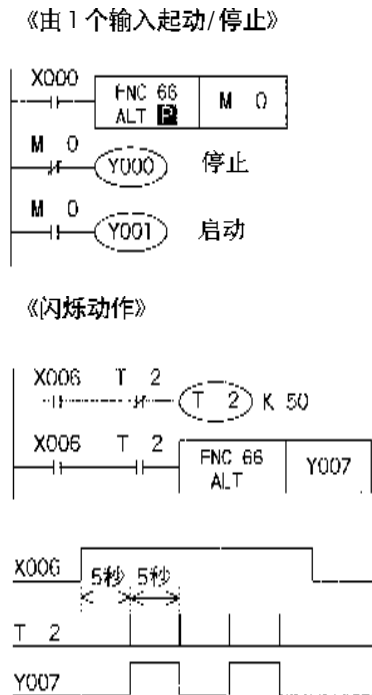 《由1个输入起动/停止》
X000
FNC 66
ALT P
M 0
M 0
Y000
停止
M 0
Y001
启动
《闪烁动作》
X006 T 2
T 2 K 50
X006 T 2
FNC 66
ALT
Y007
X006
5秒 5秒
T 2
Y007